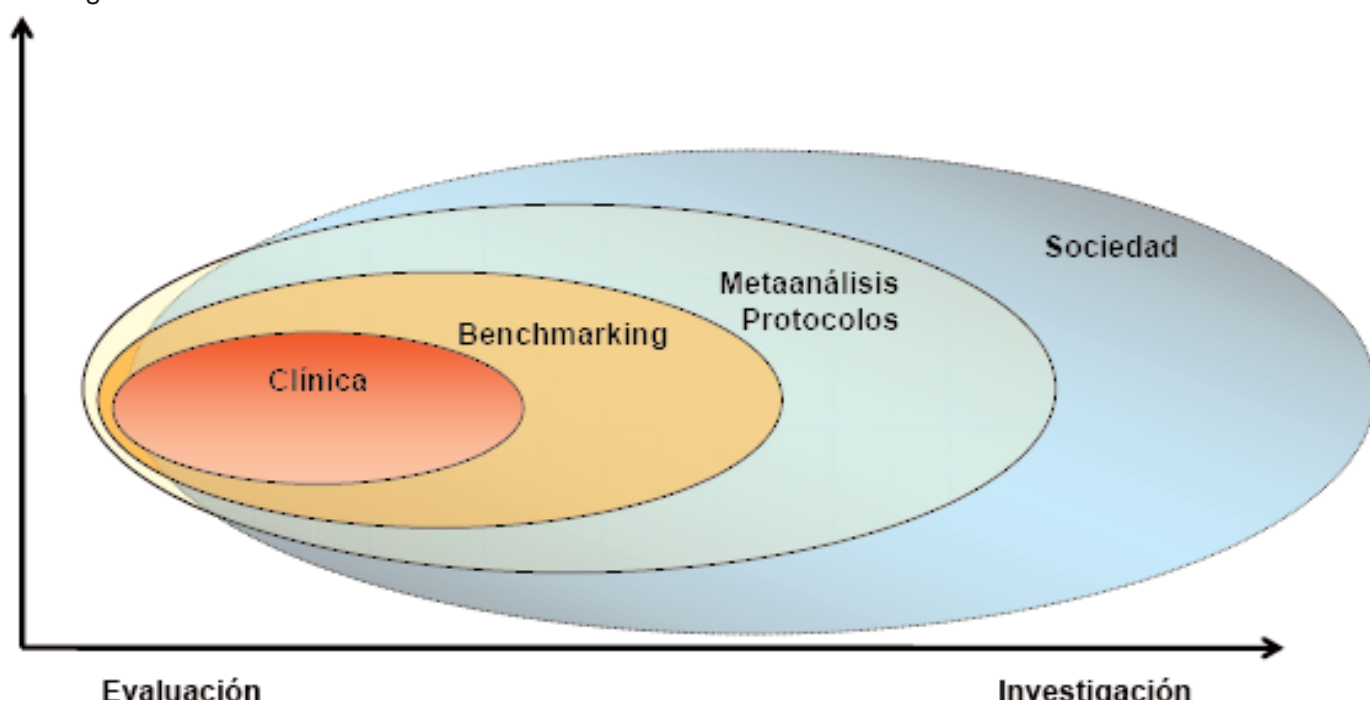 Sociedad
Metaanálisis
Protocolos
Benchmarking
Clínica
Evaluación
Investigación